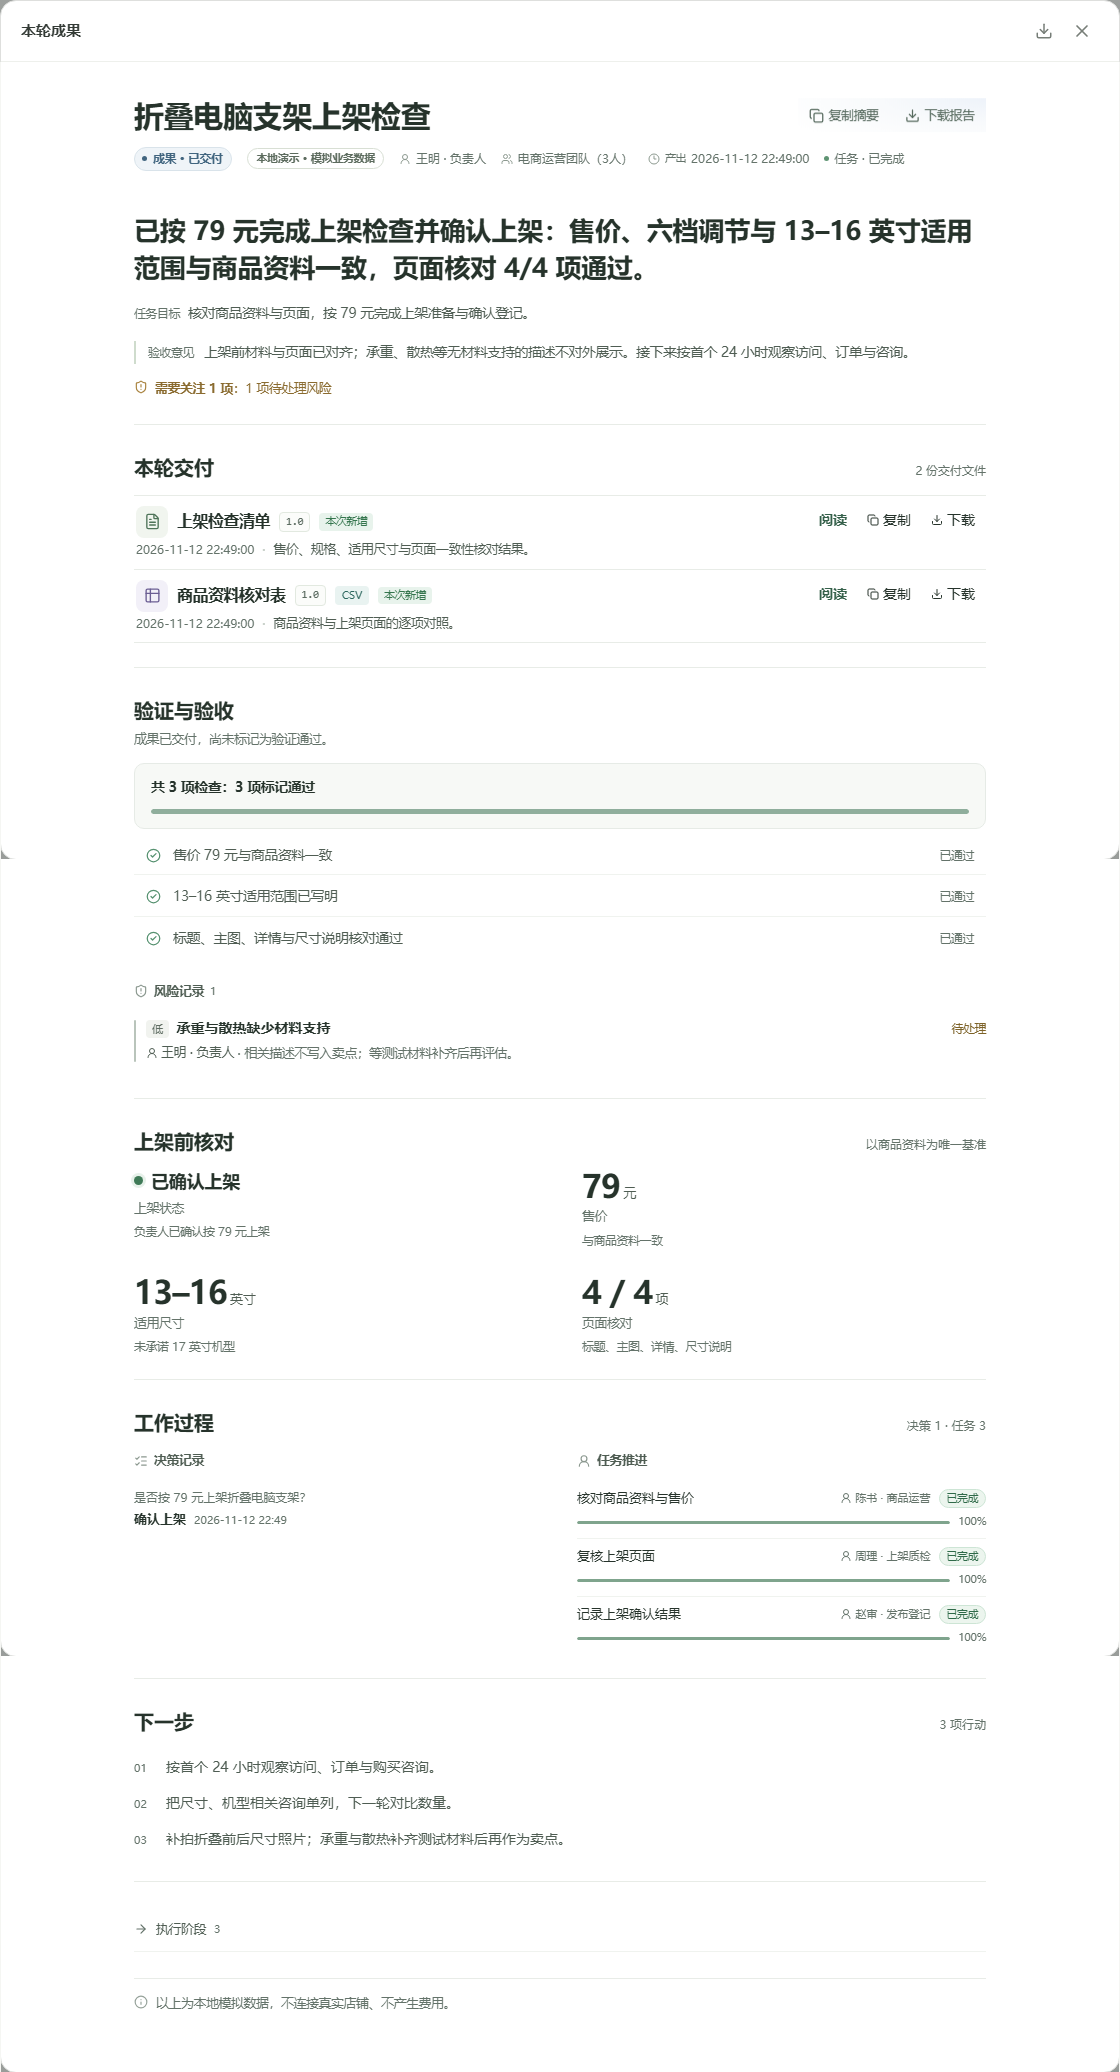 本轮成果
折叠电脑支架上架检查
复制摘要 下载报告
成果 • 已交付 本地演示 • 模拟业务数据 王明 · 负责人 电商运营团队（3人） 产出 2026-11-12 22:49:00 任务 · 已完成
已按 79 元完成上架检查并确认上架：售价、六档调节与 13–16 英寸适用
范围与商品资料一致，页面核对 4/4 项通过。
任务目标 核对商品资料与页面，按 79 元完成上架准备与确认登记。
验收意见 上架前材料与页面已对齐；承重、散热等无材料支持的描述不对外展示。接下来按首个 24 小时观察访问、订单与咨询。
需要关注 1 项：1 项待处理风险
本轮交付
2 份交付文件
上架检查清单 1.0 本次新增 阅读 复制 下载
2026-11-12 22:49:00 · 售价、规格、适用尺寸与页面一致性核对结果。
商品资料核对表 1.0 CSV 本次新增 阅读 复制 下载
2026-11-12 22:49:00 · 商品资料与上架页面的逐项对照。
验证与验收
成果已交付，尚未标记为验证通过。
共 3 项检查：3 项标记通过
售价 79 元与商品资料一致 已通过
13–16 英寸适用范围已写明 已通过
标题、主图、详情与尺寸说明核对通过 已通过
风险记录 1
低 承重与散热缺少材料支持 待处理
王明 · 负责人 · 相关描述不写入卖点；等测试材料补齐后再评估。
上架前核对
以商品资料为唯一基准
已确认上架
上架状态
负责人已确认按 79 元上架
79 元
售价
与商品资料一致
13–16 英寸
适用尺寸
未承诺 17 英寸机型
4 / 4 项
页面核对
标题、主图、详情、尺寸说明
工作过程
决策 1 · 任务 3
决策记录
是否按 79 元上架折叠电脑支架？
确认上架 2026-11-12 22:49
任务推进
核对商品资料与售价 陈书 · 商品运营 已完成
100%
复核上架页面 周理 · 上架质检 已完成
100%
记录上架确认结果 赵审 · 发布登记 已完成
100%
下一步
3 项行动
01 按首个 24 小时观察访问、订单与购买咨询。
02 把尺寸、机型相关咨询单列，下一轮对比数量。
03 补拍折叠前后尺寸照片；承重与散热补齐测试材料后再作为卖点。
执行阶段 3
以上为本地模拟数据，不连接真实店铺、不产生费用。